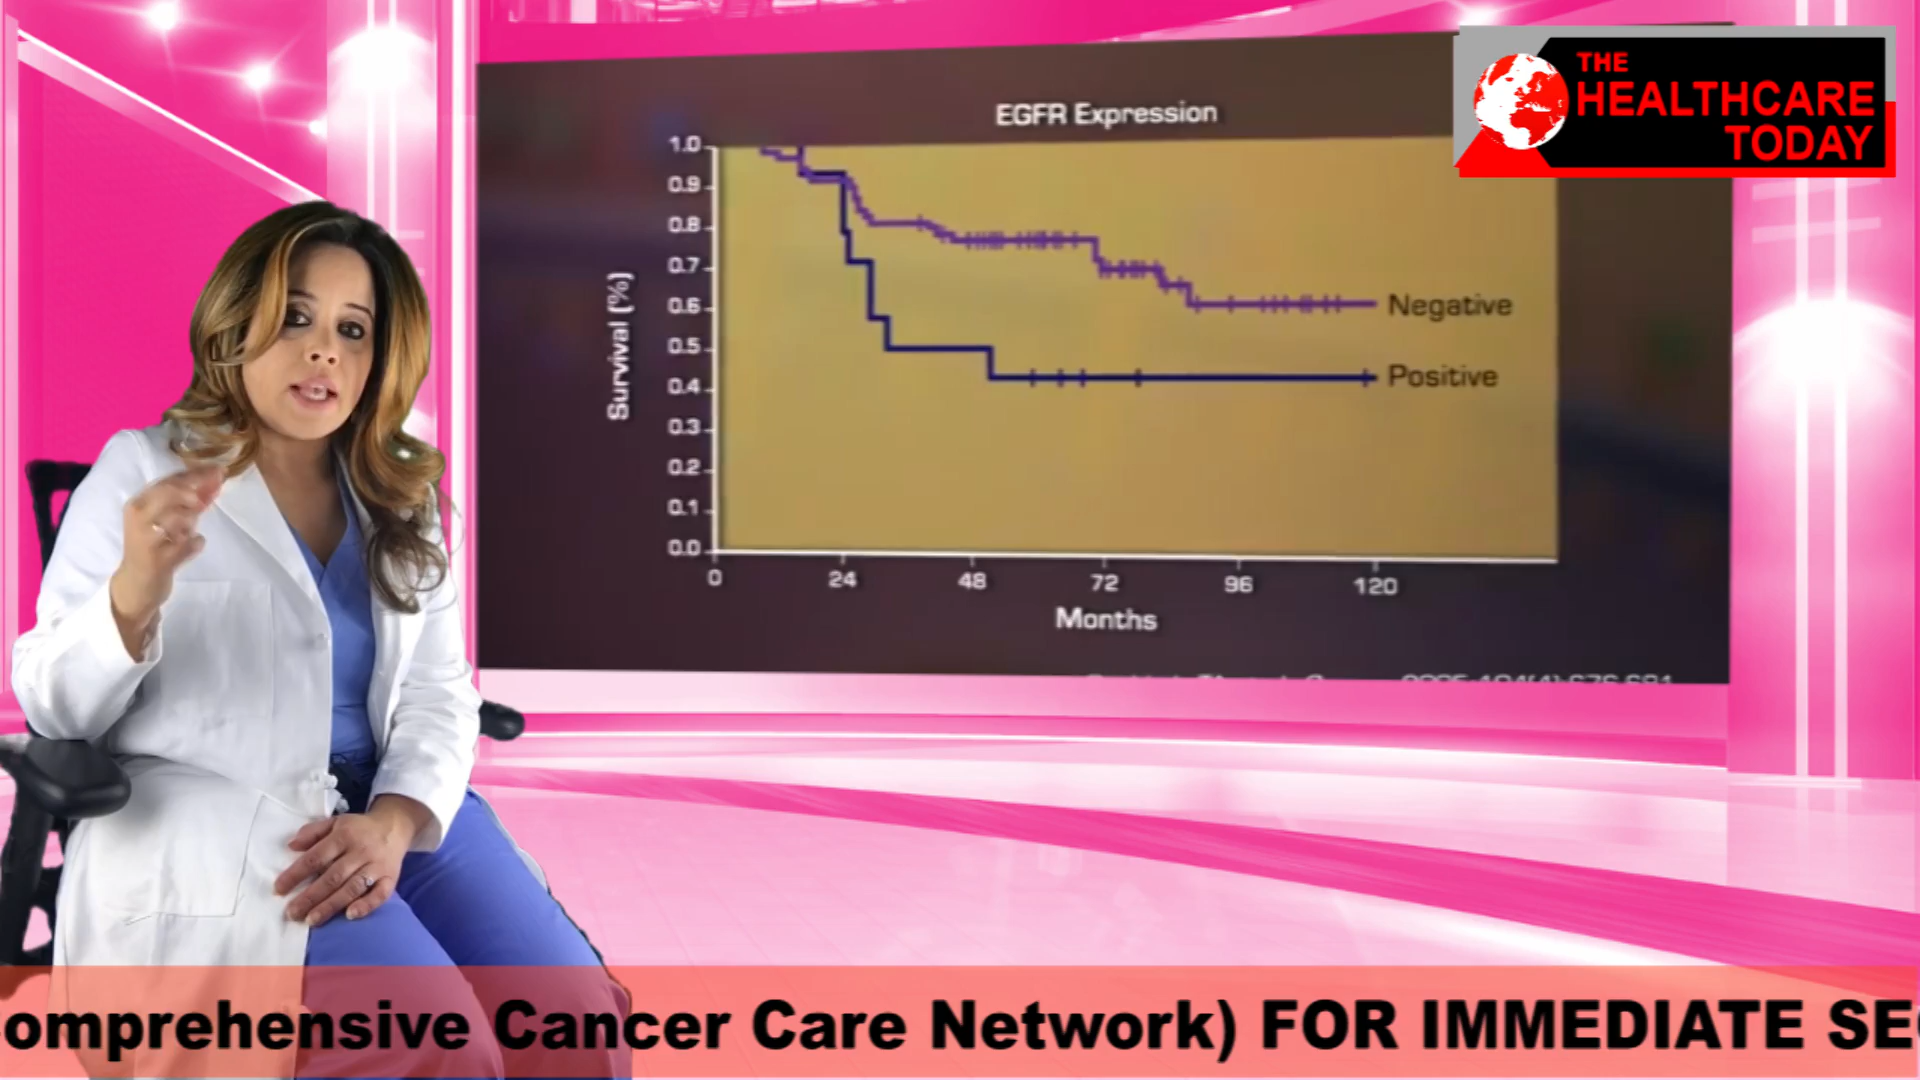 THE
HEALTHCARE
TODAY
EGFR Expression
1.0
0.9
0.8
0.7
0.6
0.5
0.4
0.3
0.2
0.1
0.0
Survival (%)
Negative
Positive
0 24 48 72 96 120
Months
omprehensive Cancer Care Network) FOR IMMEDIATE SE